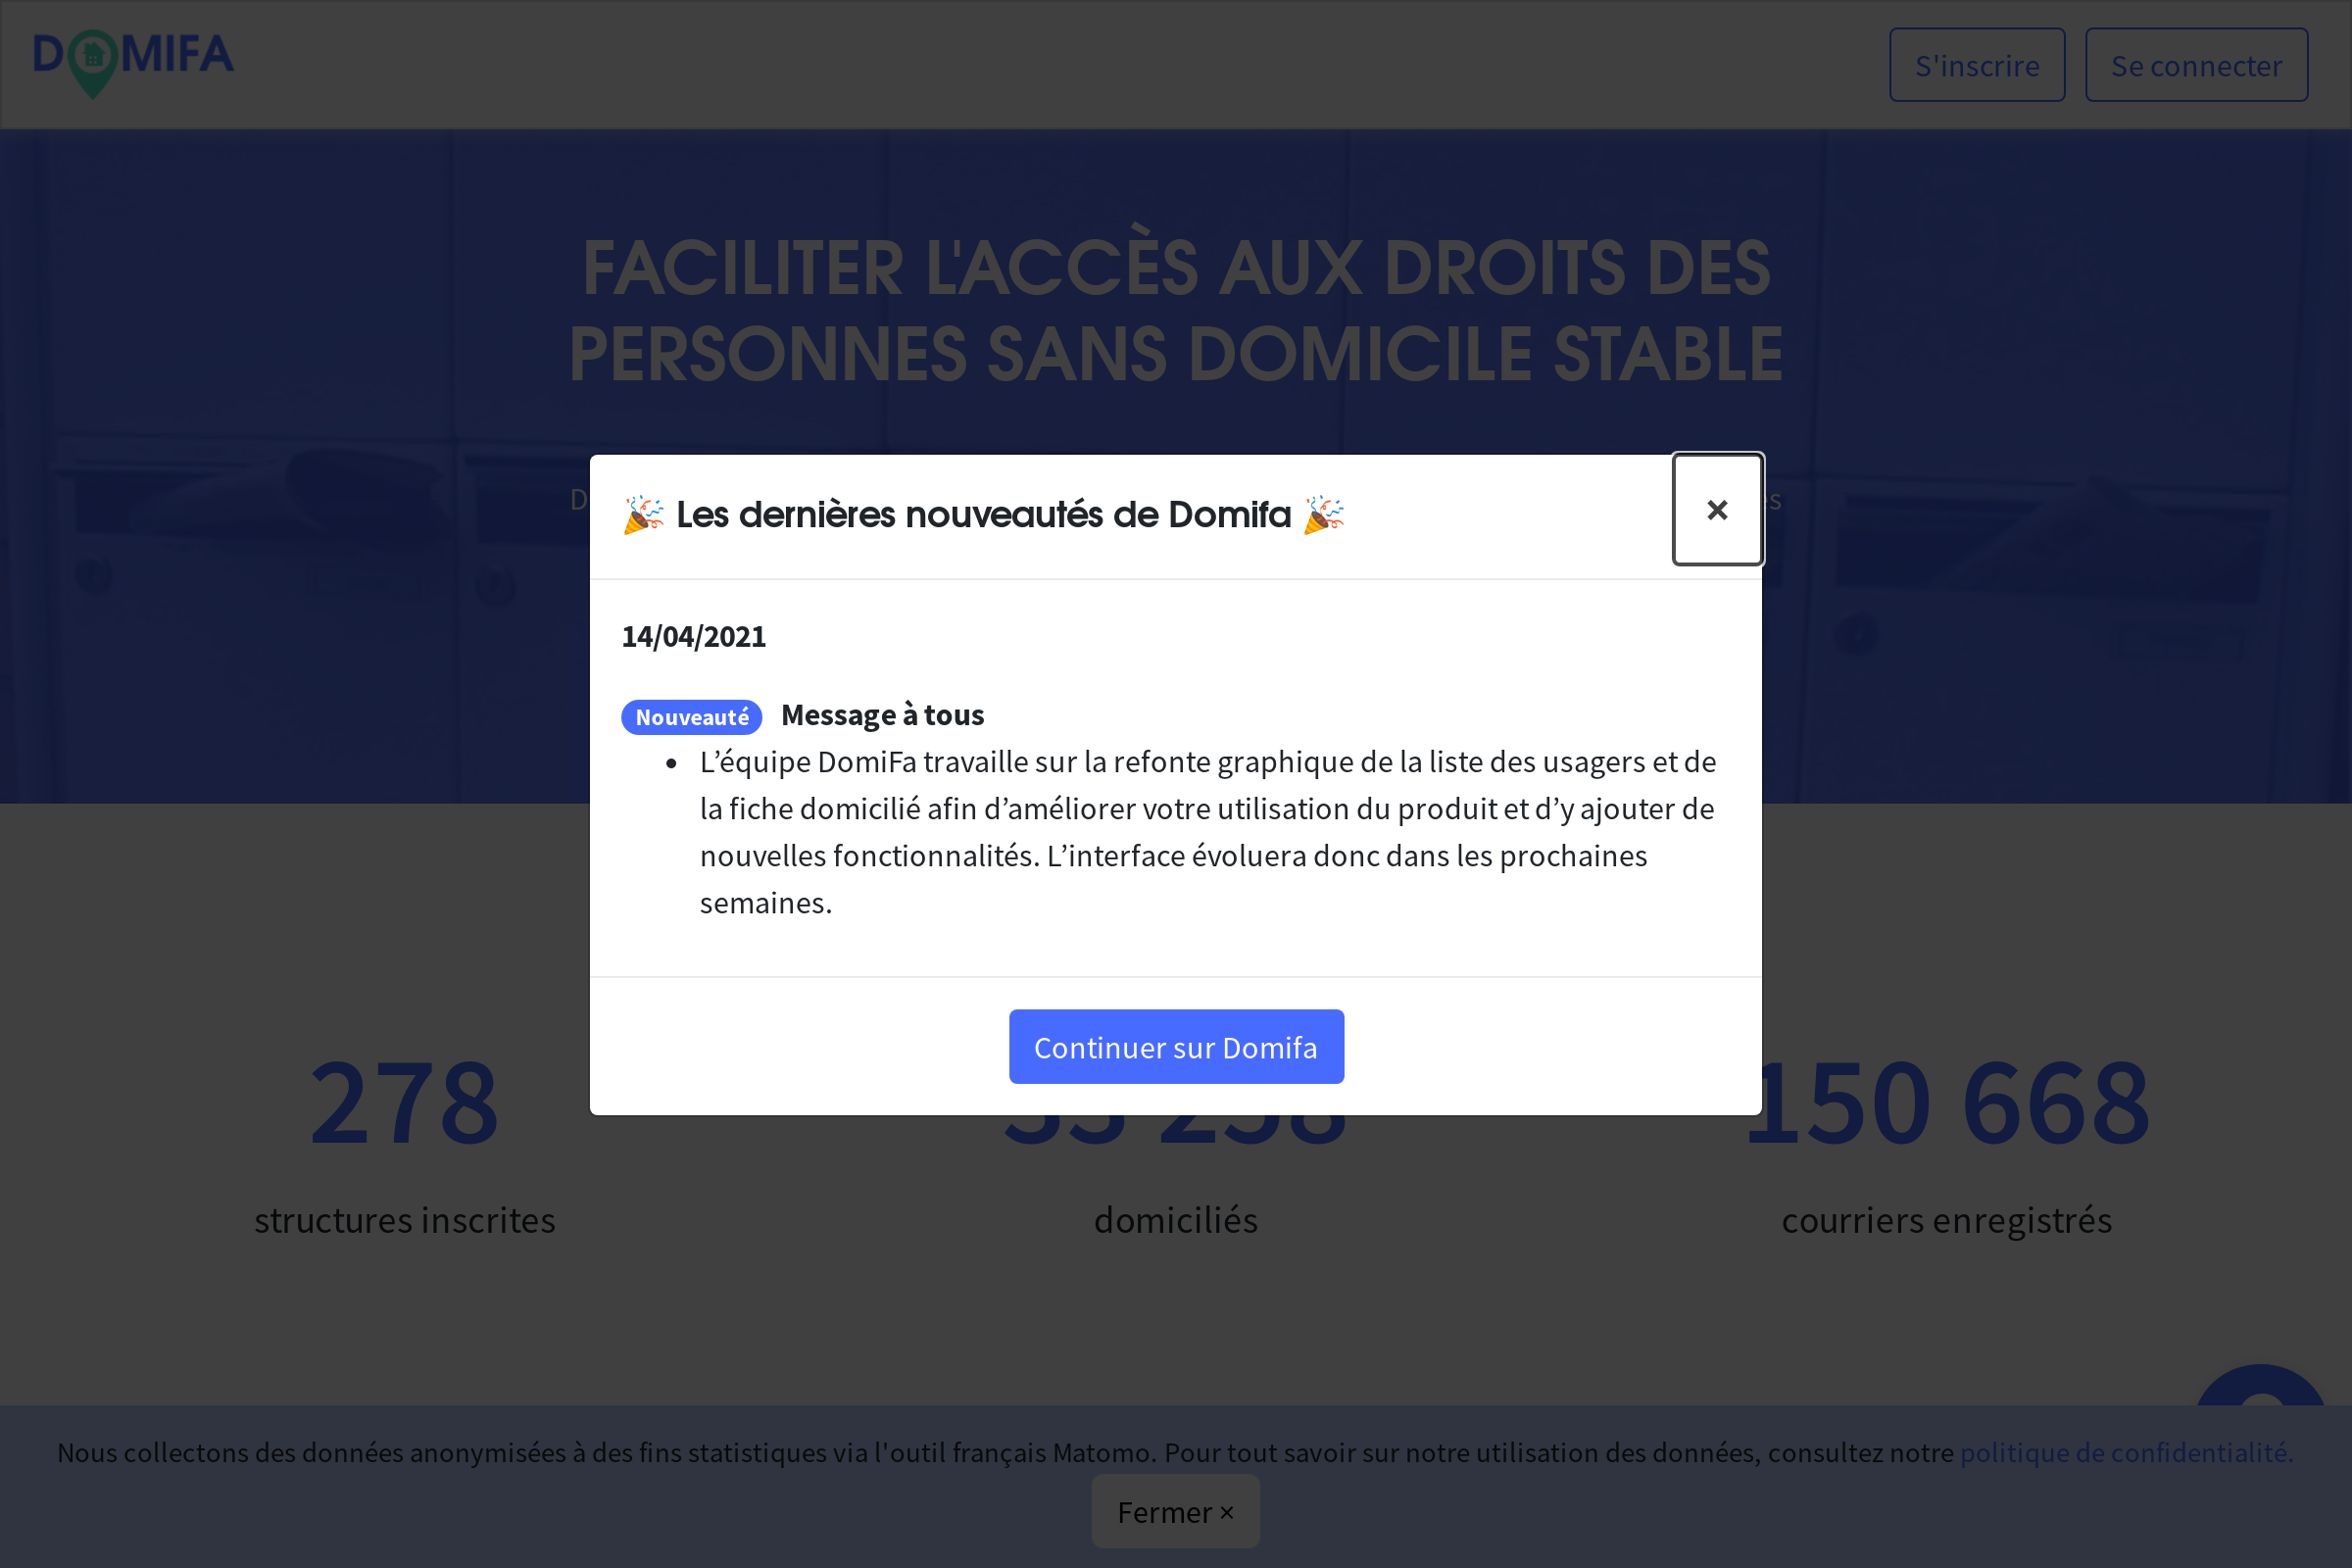 DOMIFA
S'inscrire
Se connecter
FACILITER L'ACCÈS AUX DROITS DES
PERSONNES SANS DOMICILE STABLE
🎉 Les dernières nouveautés de Domifa 🎉
×
14/04/2021
Nouveauté Message à tous
• L’équipe DomiFa travaille sur la refonte graphique de la liste des usagers et de
la fiche domicilié afin d’améliorer votre utilisation du produit et d’y ajouter de
nouvelles fonctionnalités. L’interface évoluera donc dans les prochaines
semaines.
Continuer sur Domifa
278
150 668
structures inscrites
domiciliés
courriers enregistrés
Nous collectons des données anonymisées à des fins statistiques via l'outil français Matomo. Pour tout savoir sur notre utilisation des données, consultez notre politique de confidentialité.
Fermer ×